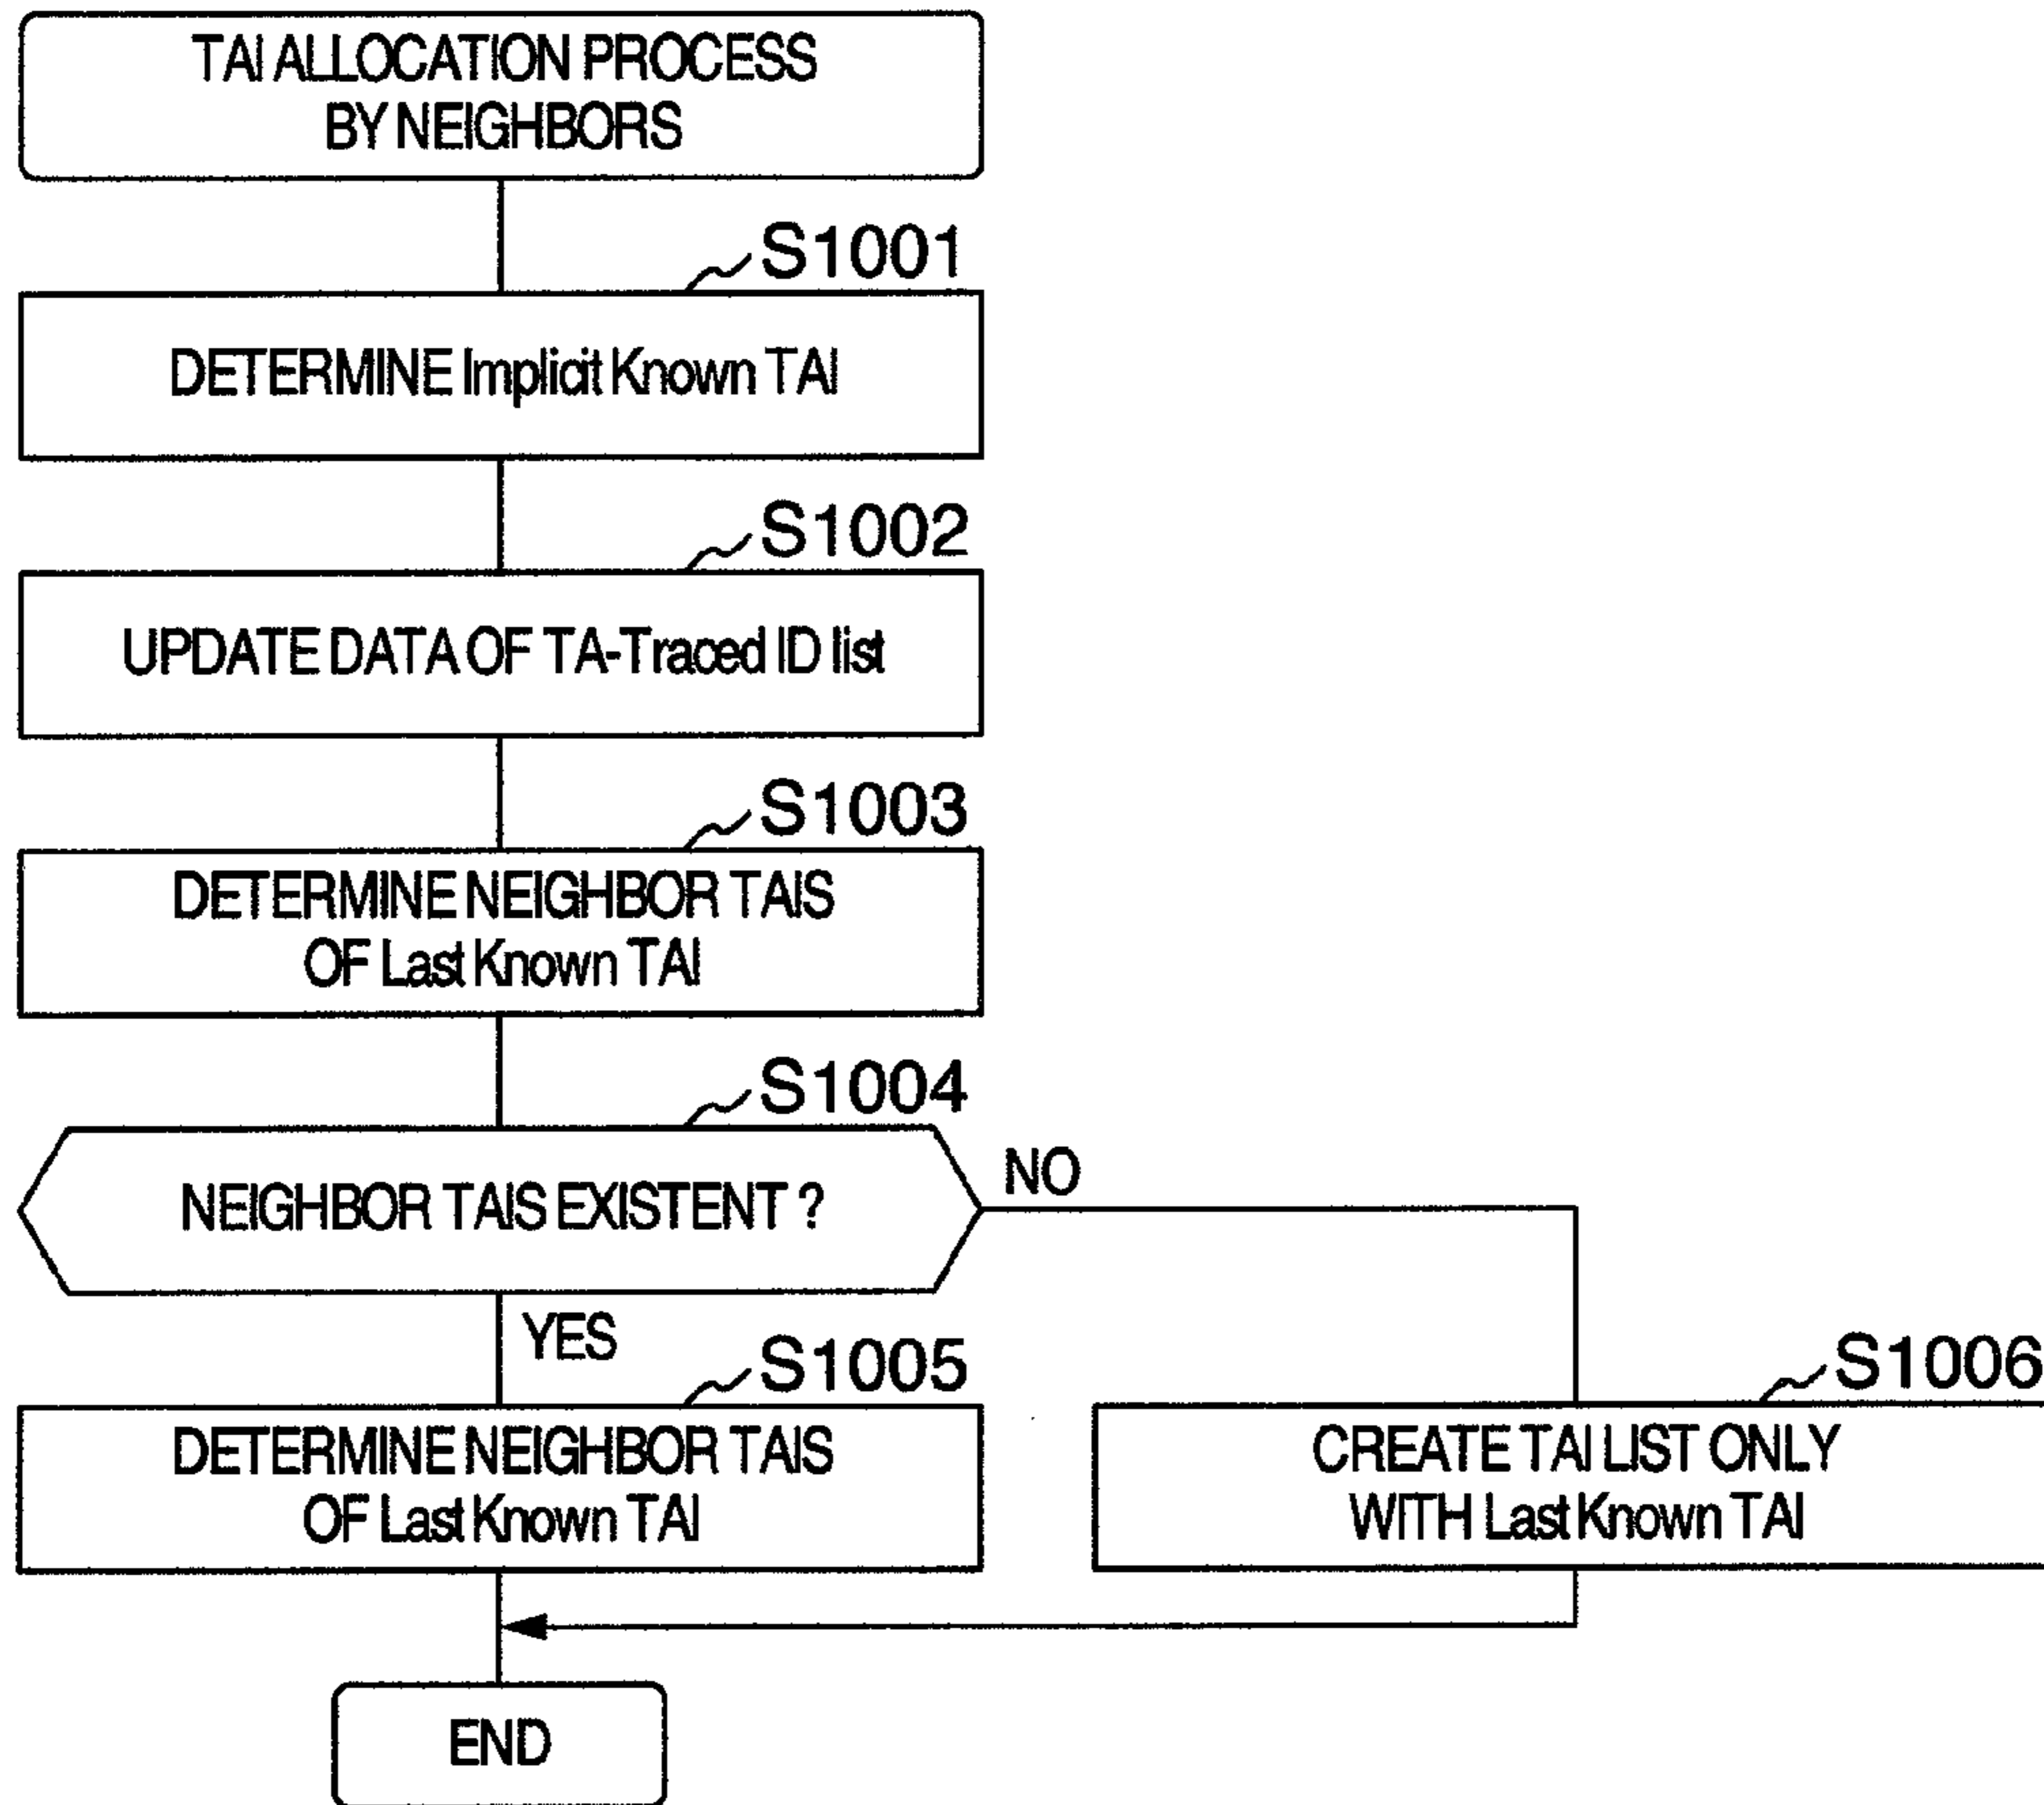 TAI ALLOCATION PROCESS
BY NEIGHBORS
S1001
DETERMINE Implicit Known TAI
S1002
UPDATE DATA OF TA-Traced ID list
S1003
DETERMINE NEIGHBOR TAIS
OF Last Known TAI
S1004
NEIGHBOR TAIS EXISTENT ?
NO
YES
S1005
DETERMINE NEIGHBOR TAIS
OF Last Known TAI
S1006
CREATE TAI LIST ONLY
WITH Last Known TAI
END